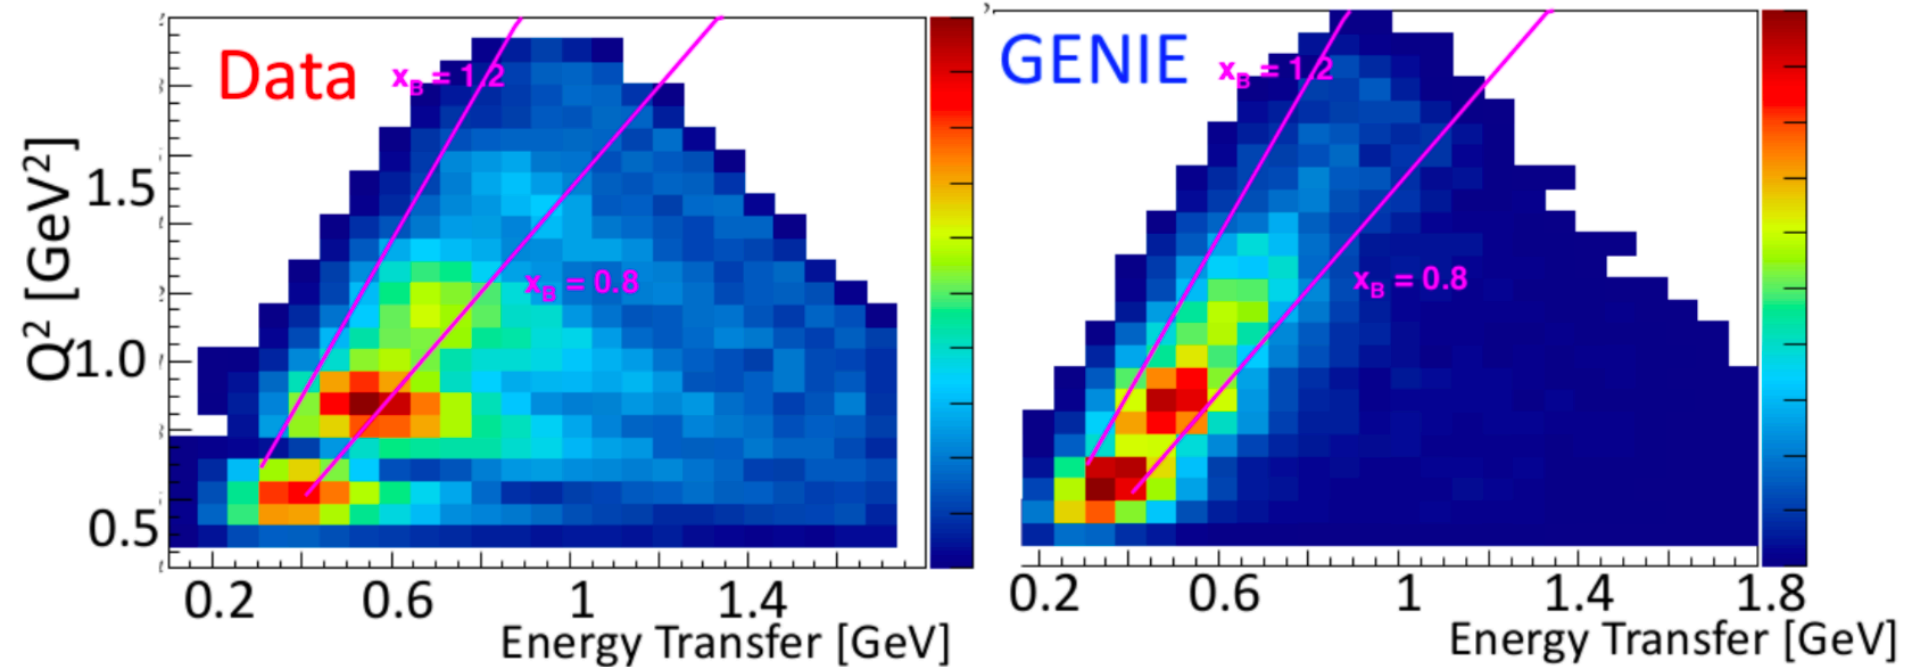 Data
x_B = 1.2
x_B = 0.8
Q² [GeV²]
1.5
1.0
0.5
0.2 0.6 1 1.4
Energy Transfer [GeV]
GENIE
x_B = 1.2
x_B = 0.8
0.2 0.6 1 1.4 1.8
Energy Transfer [GeV]